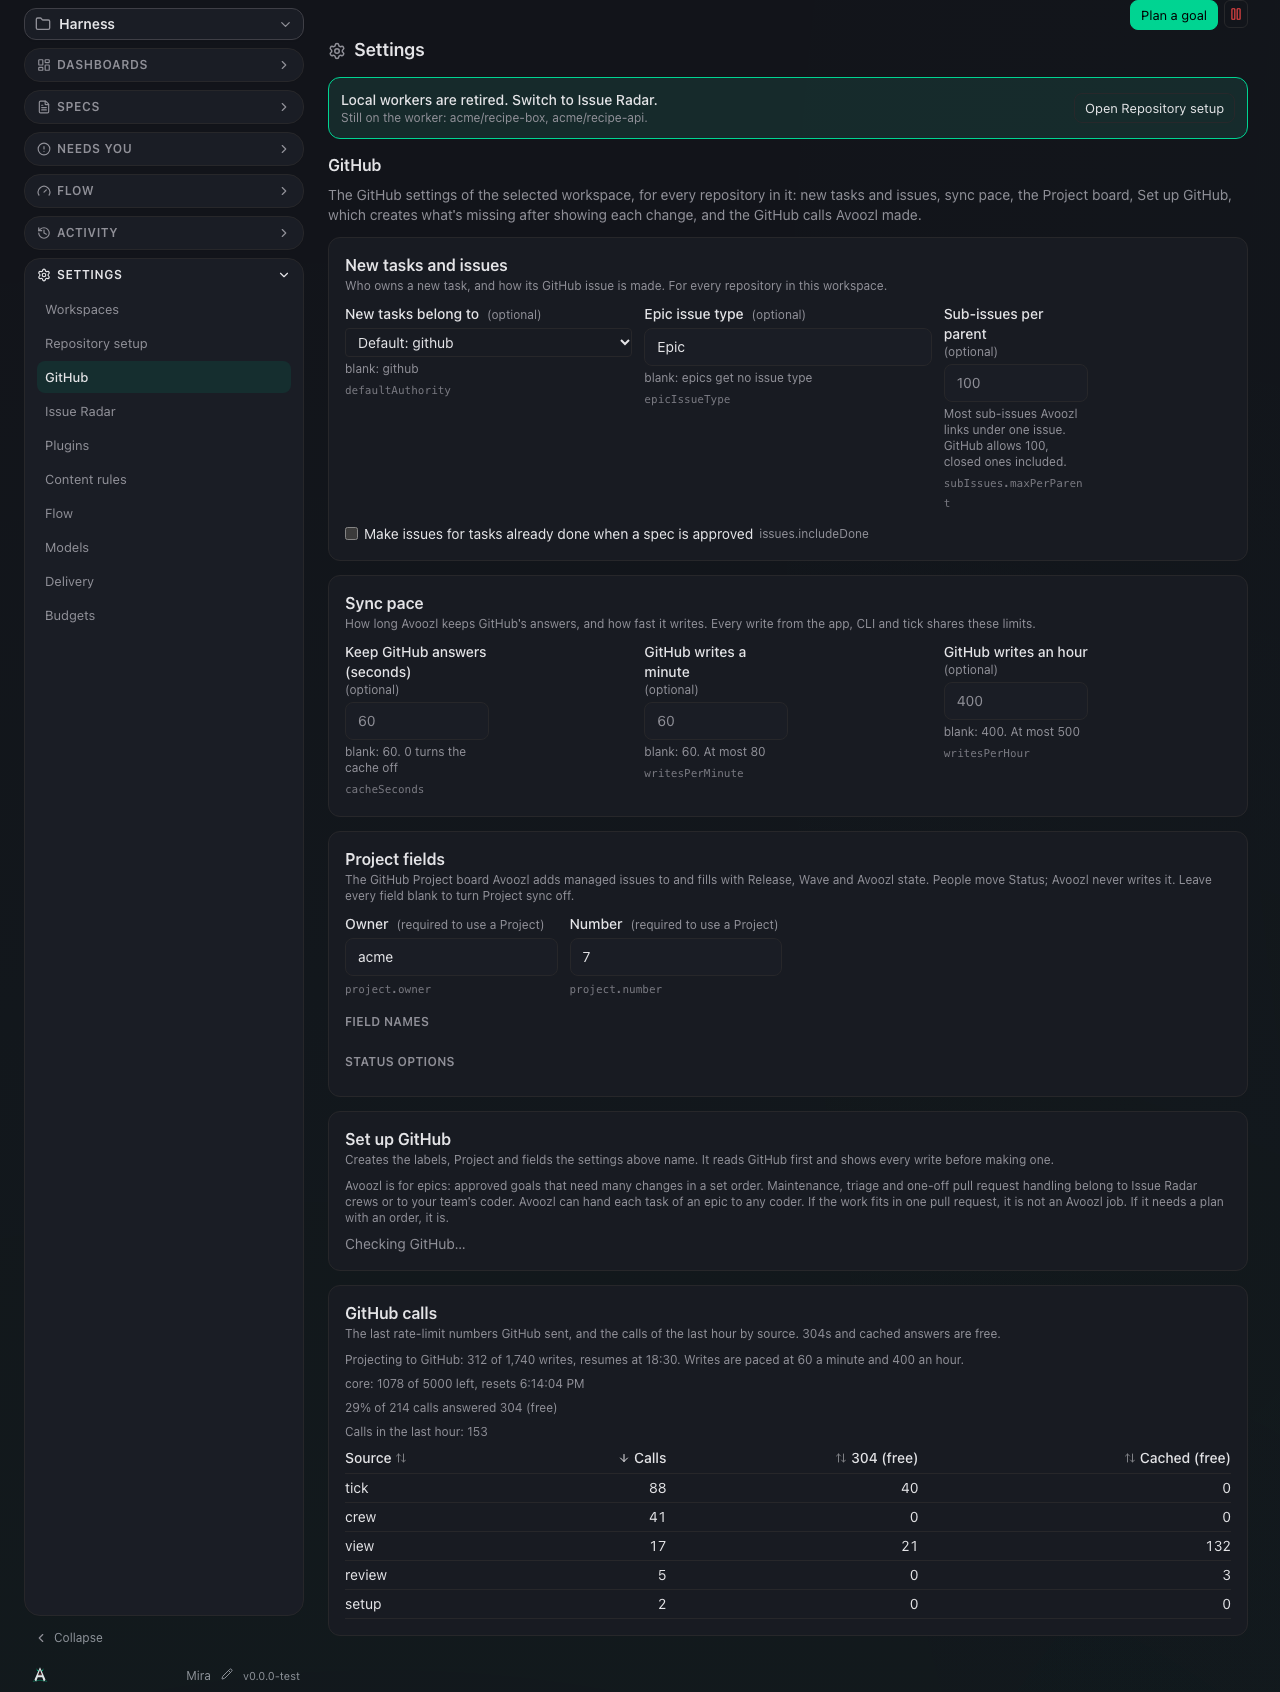 Harness
DASHBOARDS
SPECS
NEEDS YOU
FLOW
ACTIVITY
SETTINGS
Workspaces
Repository setup
GitHub
Issue Radar
Plugins
Content rules
Flow
Models
Delivery
Budgets
Collapse
Mira v0.0.0-test
Plan a goal
Settings
Local workers are retired. Switch to Issue Radar.
Still on the worker: acme/recipe-box, acme/recipe-api.
Open Repository setup
GitHub
The GitHub settings of the selected workspace, for every repository in it: new tasks and issues, sync pace, the Project board, Set up GitHub,
which creates what's missing after showing each change, and the GitHub calls Avoozl made.
New tasks and issues
Who owns a new task, and how its GitHub issue is made. For every repository in this workspace.
New tasks belong to (optional)
Default: github
blank: github
defaultAuthority
Epic issue type (optional)
Epic
blank: epics get no issue type
epicIssueType
Sub-issues per
parent
(optional)
100
Most sub-issues Avoozl
links under one issue.
GitHub allows 100,
closed ones included.
subIssues.maxPerParen
t
Make issues for tasks already done when a spec is approved issues.includeDone
Sync pace
How long Avoozl keeps GitHub's answers, and how fast it writes. Every write from the app, CLI and tick shares these limits.
Keep GitHub answers
(seconds)
(optional)
60
blank: 60. 0 turns the
cache off
cacheSeconds
GitHub writes a
minute
(optional)
60
blank: 60. At most 80
writesPerMinute
GitHub writes an hour
(optional)
400
blank: 400. At most 500
writesPerHour
Project fields
The GitHub Project board Avoozl adds managed issues to and fills with Release, Wave and Avoozl state. People move Status; Avoozl never writes it. Leave
every field blank to turn Project sync off.
Owner (required to use a Project)
acme
project.owner
Number (required to use a Project)
7
project.number
FIELD NAMES
STATUS OPTIONS
Set up GitHub
Creates the labels, Project and fields the settings above name. It reads GitHub first and shows every write before making one.
Avoozl is for epics: approved goals that need many changes in a set order. Maintenance, triage and one-off pull request handling belong to Issue Radar
crews or to your team's coder. Avoozl can hand each task of an epic to any coder. If the work fits in one pull request, it is not an Avoozl job. If it needs a plan
with an order, it is.
Checking GitHub...
GitHub calls
The last rate-limit numbers GitHub sent, and the calls of the last hour by source. 304s and cached answers are free.
Projecting to GitHub: 312 of 1,740 writes, resumes at 18:30. Writes are paced at 60 a minute and 400 an hour.
core: 1078 of 5000 left, resets 6:14:04 PM
29% of 214 calls answered 304 (free)
Calls in the last hour: 153
Source Calls 304 (free) Cached (free)
tick 88 40 0
crew 41 0 0
view 17 21 132
review 5 0 3
setup 2 0 0